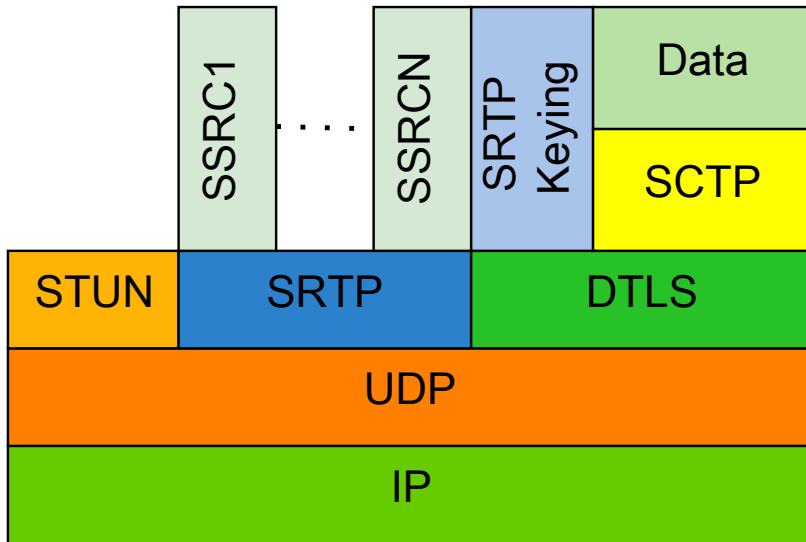 SSRC1
. . . .
SSRCN
SRTP
Keying
Data
SCTP
STUN
SRTP
DTLS
UDP
IP